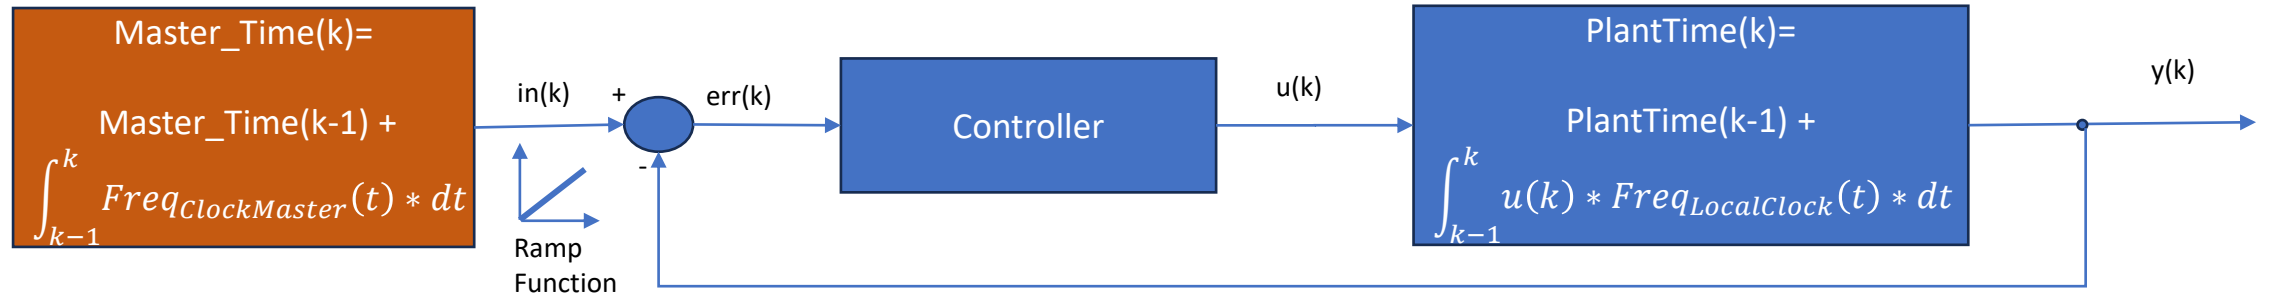 Master_Time(k)=
Master_Time(k-1) +
∫_{k-1}^{k} Freq_{ClockMaster}(t) * dt
in(k)
+
-
Ramp
Function
err(k)
Controller
u(k)
PlantTime(k)=
PlantTime(k-1) +
∫_{k-1}^{k} u(k) * Freq_{LocalClock}(t) * dt
y(k)